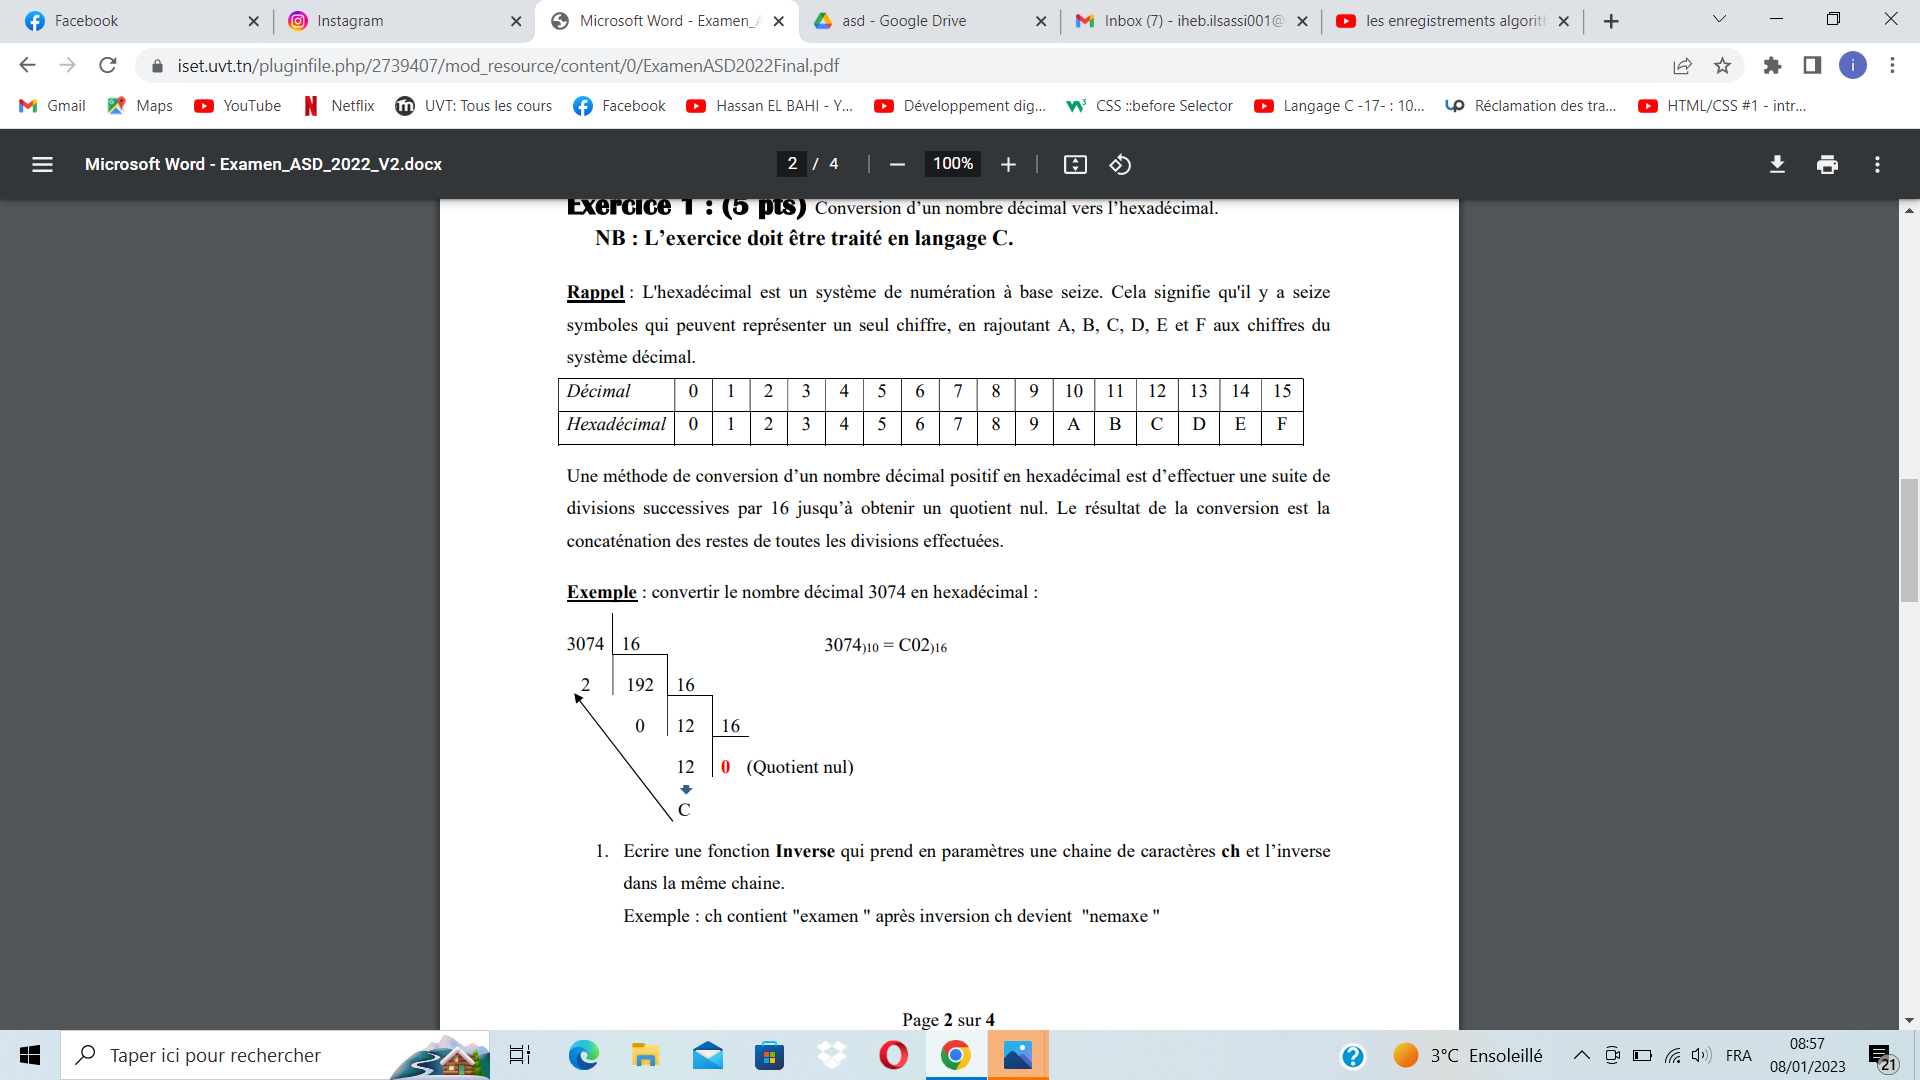 Facebook
Instagram
Microsoft Word - Examen_A
asd - Google Drive
Inbox (7) - iheb.ilsassi001@
les enregistrements algorit
iset.uvt.tn/pluginfile.php/2739407/mod_resource/content/0/ExamenASD2022Final.pdf
i
Gmail
Maps
YouTube
Netflix
UVT: Tous les cours
Facebook
Hassan EL BAHI - Y...
Développement dig...
CSS ::before Selector
Langage C -17- : 10...
Réclamation des tra...
HTML/CSS #1 - intr...
Microsoft Word - Examen_ASD_2022_V2.docx
2 / 4
100%
Exercice 1 : (5 pts) Conversion d’un nombre décimal vers l’hexadécimal.
NB : L’exercice doit être traité en langage C.
Rappel : L'hexadécimal est un système de numération à base seize. Cela signifie qu'il y a seize
symboles qui peuvent représenter un seul chiffre, en rajoutant A, B, C, D, E et F aux chiffres du
système décimal.
Décimal 0 1 2 3 4 5 6 7 8 9 10 11 12 13 14 15
Hexadécimal 0 1 2 3 4 5 6 7 8 9 A B C D E F
Une méthode de conversion d’un nombre décimal positif en hexadécimal est d’effectuer une suite de
divisions successives par 16 jusqu’à obtenir un quotient nul. Le résultat de la conversion est la
concaténation des restes de toutes les divisions effectuées.
Exemple : convertir le nombre décimal 3074 en hexadécimal :
3074 16 3074)10 = C02)16
2 192 16
0 12 16
12 0 (Quotient nul)
C
1. Ecrire une fonction Inverse qui prend en paramètres une chaine de caractères ch et l’inverse
dans la même chaine.
Exemple : ch contient "examen " après inversion ch devient "nemaxe "
Page 2 sur 4
Taper ici pour rechercher
3°C Ensoleillé
FRA
08:57
08/01/2023
21